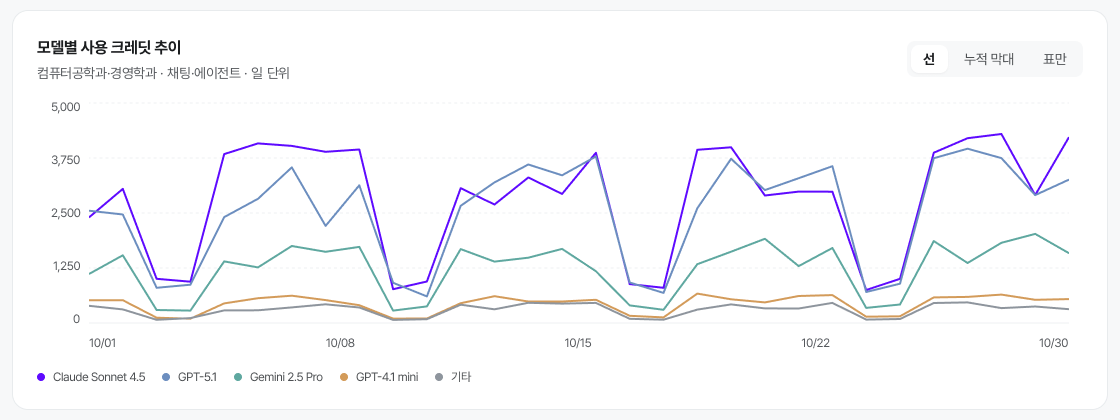 모델별 사용 크레딧 추이
컴퓨터공학과·경영학과 · 채팅·에이전트 · 일 단위
선 누적 막대 표만
5,000
3,750
2,500
1,250
0
10/01 10/08 10/15 10/22 10/30
Claude Sonnet 4.5 GPT-5.1 Gemini 2.5 Pro GPT-4.1 mini 기타